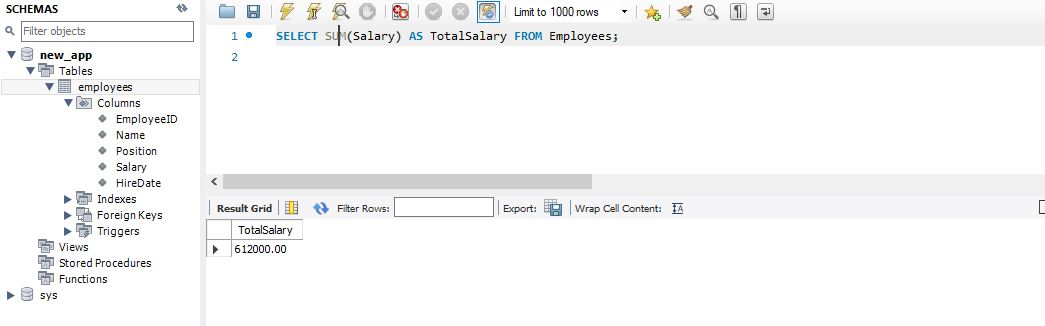 SCHEMAS
Filter objects
new_app
Tables
employees
Columns
EmployeeID
Name
Position
Salary
HireDate
Indexes
Foreign Keys
Triggers
Views
Stored Procedures
Functions
sys
Limit to 1000 rows
1 SELECT SUM(Salary) AS TotalSalary FROM Employees;
2
Result Grid Filter Rows: Export: Wrap Cell Content:
TotalSalary
612000.00